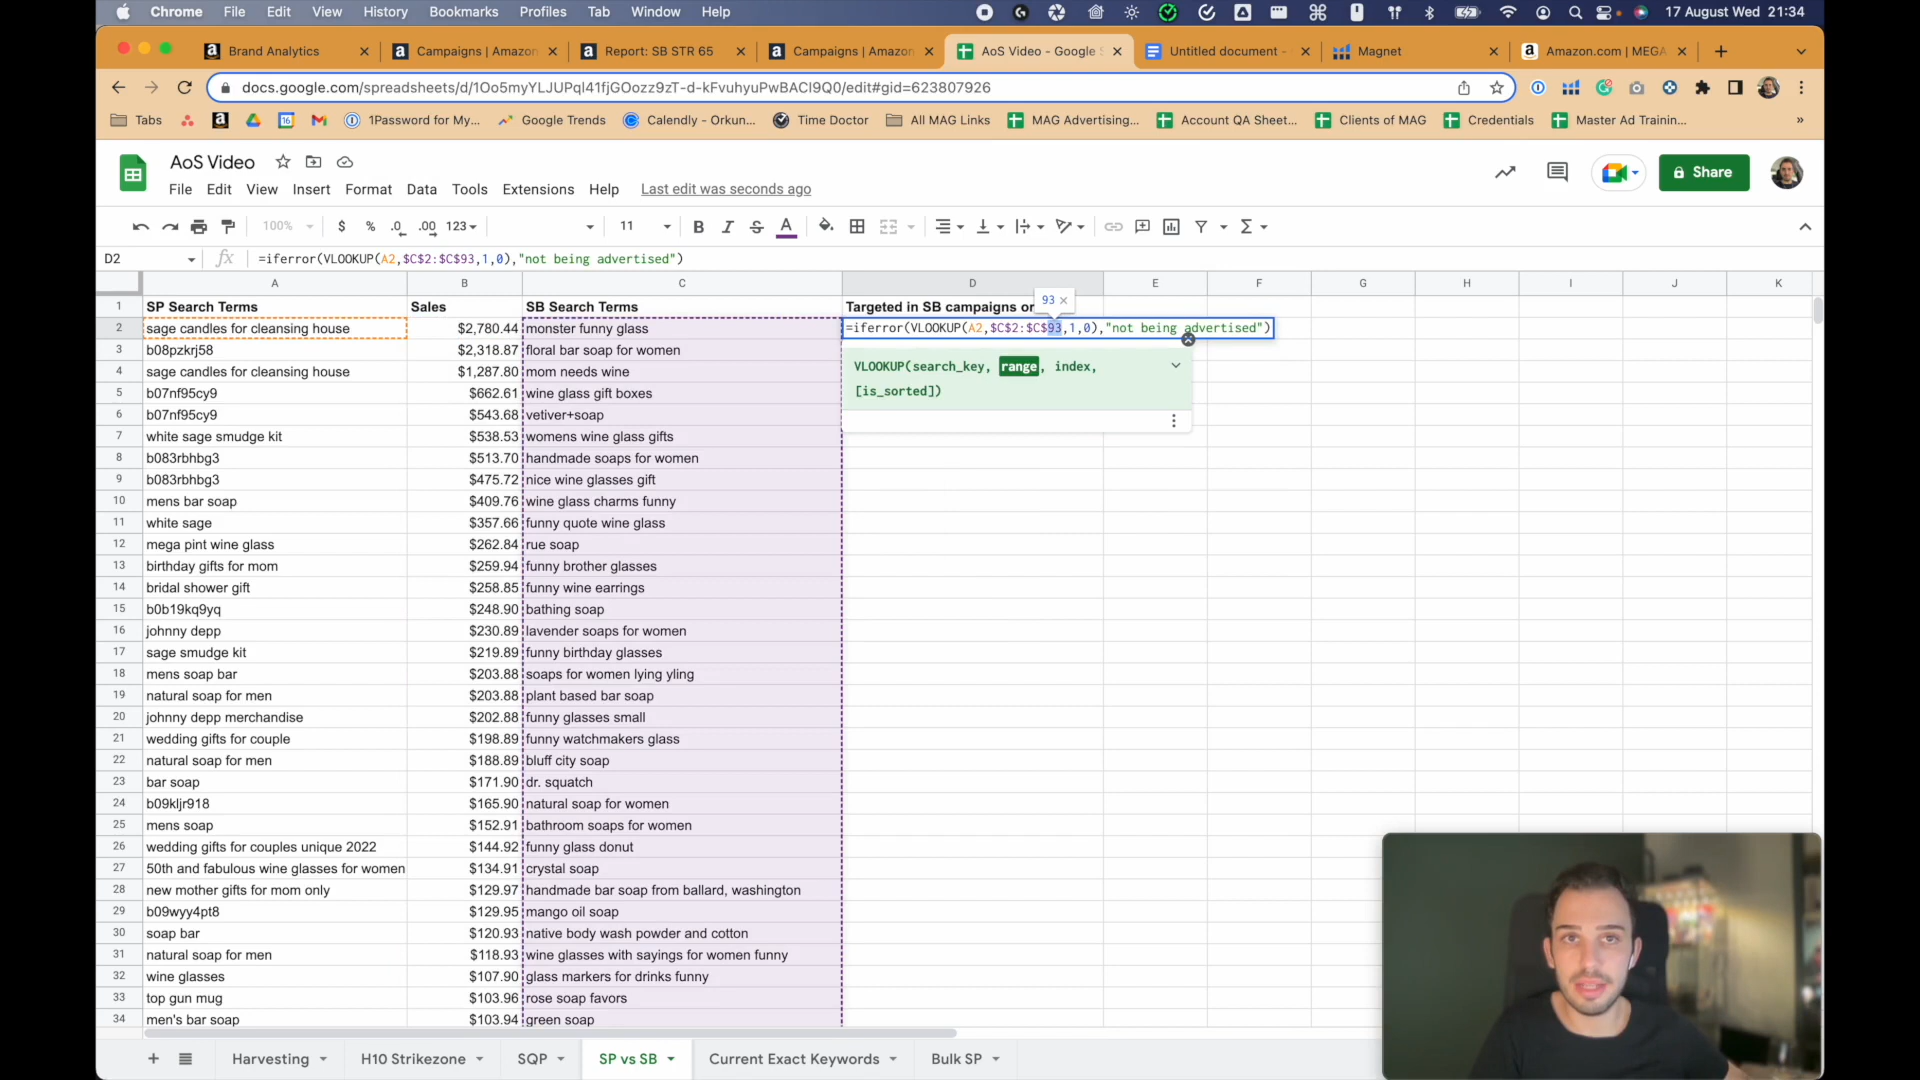 Chrome File Edit View History Bookmarks Profiles Tab Window Help 17 August Wed 21:34
Brand Analytics Campaigns | Amazon Report: SB STR 65 Campaigns | Amazon AoS Video - Google S Untitled document - Magnet Amazon.com | MEGA
docs.google.com/spreadsheets/d/1Oo5myYLJUPql41fjGOozz9zT-d-kFvuhyuPwBACI9Q0/edit#gid=623807926
Tabs 1Password for My... Google Trends Calendly - Orkun... Time Doctor All MAG Links MAG Advertising... Account QA Sheet... Clients of MAG Credentials Master Ad Trainin... »
AoS Video
Share
File Edit View Insert Format Data Tools Extensions Help Last edit was seconds ago
100% $ % .0 .00 123 11 B I S A Σ
D2 fx =iferror(VLOOKUP(A2,$C$2:$C$93,1,0),"not being advertised")
A B C D E F G H I J K
1 SP Search Terms Sales SB Search Terms Targeted in SB campaigns or 93 ×
2 sage candles for cleansing house $2,780.44 monster funny glass =iferror(VLOOKUP(A2,$C$2:$C$93,1,0),"not being advertised")
3 b08pzkrj58 $2,318.87 floral bar soap for women
VLOOKUP(search_key, range, index,
4 sage candles for cleansing house $1,287.80 mom needs wine
[is_sorted])
5 b07nf95cy9 $662.61 wine glass gift boxes
6 b07nf95cy9 $543.68 vetiver+soap
7 white sage smudge kit $538.53 womens wine glass gifts
8 b083rbhbg3 $513.70 handmade soaps for women
9 b083rbhbg3 $475.72 nice wine glasses gift
10 mens bar soap $409.76 wine glass charms funny
11 white sage $357.66 funny quote wine glass
12 mega pint wine glass $262.84 rue soap
13 birthday gifts for mom $259.94 funny brother glasses
14 bridal shower gift $258.85 funny wine earrings
15 b0b19kq9yq $248.90 bathing soap
16 johnny depp $230.89 lavender soaps for women
17 sage smudge kit $219.89 funny birthday glasses
18 mens soap bar $203.88 soaps for women lying yling
19 natural soap for men $203.88 plant based bar soap
20 johnny depp merchandise $202.88 funny glasses small
21 wedding gifts for couple $198.89 funny watchmakers glass
22 natural soap for men $188.89 bluff city soap
23 bar soap $171.90 dr. squatch
24 b09kljr918 $165.90 natural soap for women
25 mens soap $152.91 bathroom soaps for women
26 wedding gifts for couples unique 2022 $144.92 funny glass donut
27 50th and fabulous wine glasses for women $134.91 crystal soap
28 new mother gifts for mom only $129.97 handmade bar soap from ballard, washington
29 b09wyy4pt8 $129.95 mango oil soap
30 soap bar $120.93 native body wash powder and cotton
31 natural soap for men $118.93 wine glasses with sayings for women funny
32 wine glasses $107.90 glass markers for drinks funny
33 top gun mug $103.96 rose soap favors
34 men's bar soap $103.94 green soap
+ Harvesting H10 Strikezone SQP SP vs SB Current Exact Keywords Bulk SP